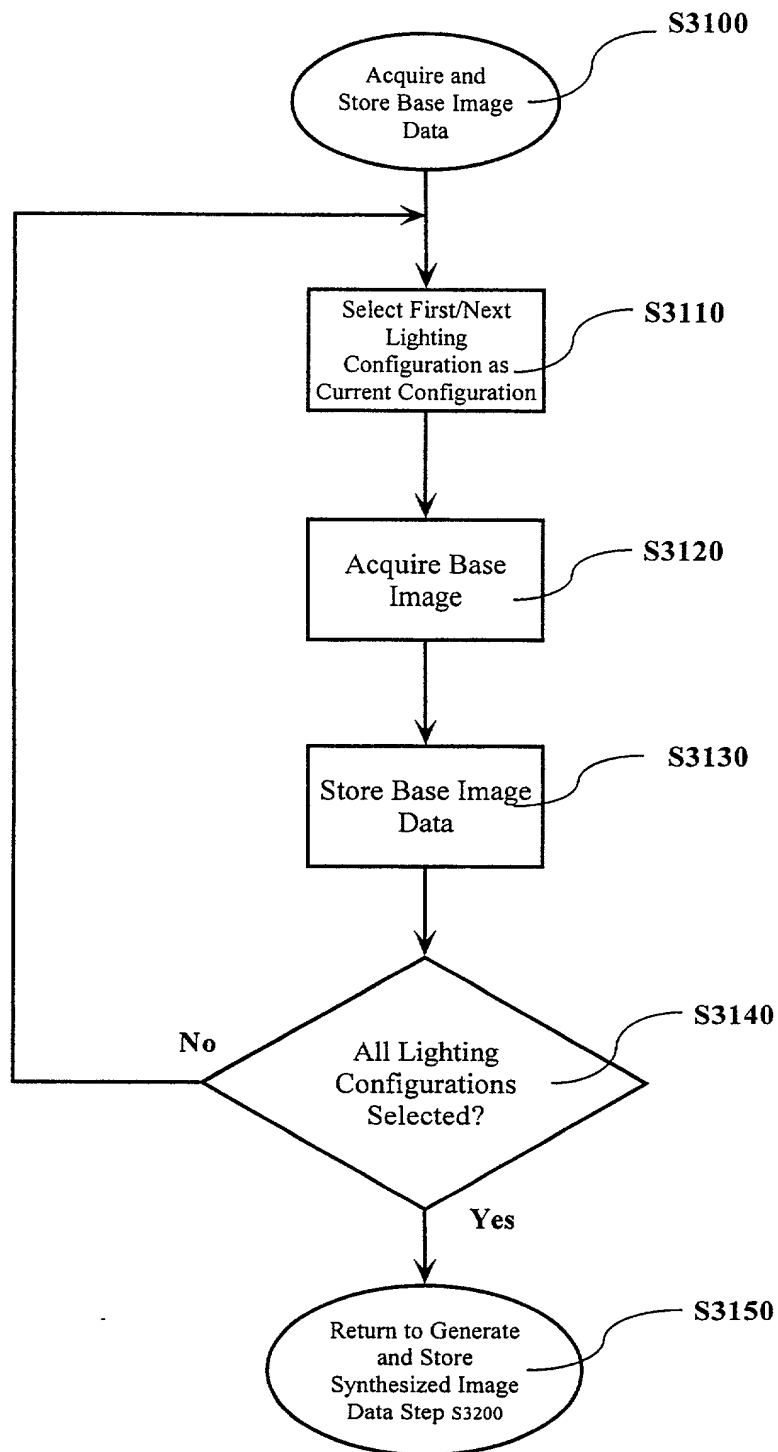 S3100
Acquire and
Store Base Image
Data
Select First/Next
Lighting
Configuration as
Current Configuration
S3110
Acquire Base
Image
S3120
Store Base Image
Data
S3130
No
All Lighting
Configurations
Selected?
S3140
Yes
Return to Generate
and Store
Synthesized Image
Data Step S3200
S3150